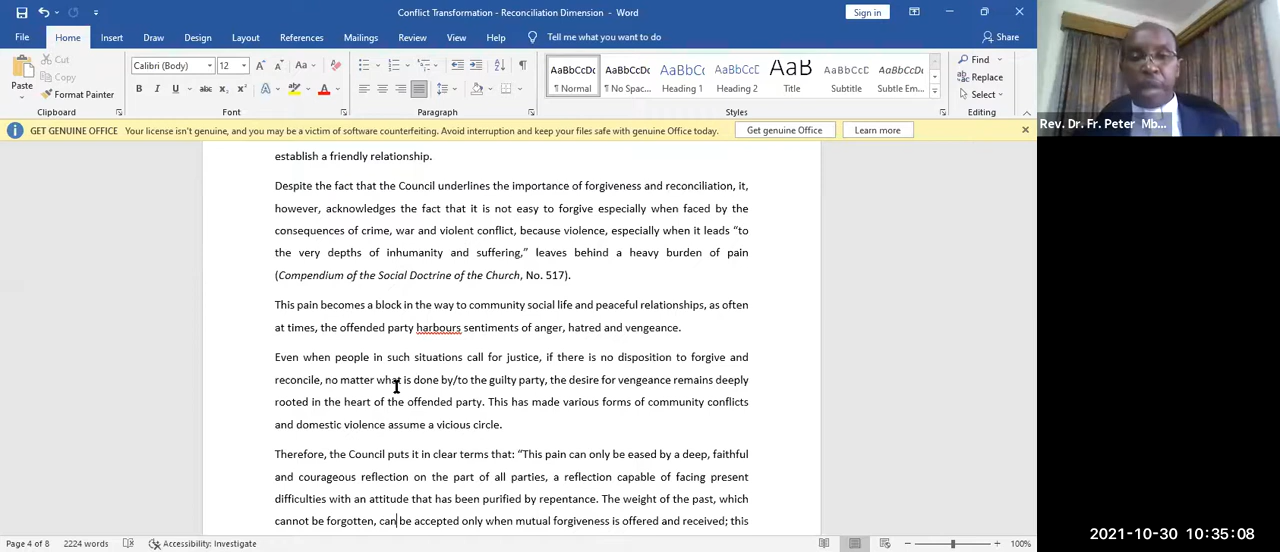 Conflict Transformation - Reconciliation Dimension - Word
Sign in
File Home Insert Draw Design Layout References Mailings Review View Help Tell me what you want to do Share
Paste
Cut
Copy
Format Painter
Clipboard
Calibri (Body) 12
Font
Paragraph
AaBbCcDc AaBbCcDc AaBbCc AaBbCcD AaB AaBbCcD AaBbCcDc
¶ Normal ¶ No Spac... Heading 1 Heading 2 Title Subtitle Subtle Em...
Styles
Find
Replace
Select
Editing
GET GENUINE OFFICE Your license isn't genuine, and you may be a victim of software counterfeiting. Avoid interruption and keep your files safe with genuine Office today. Get genuine Office Learn more
Rev. Dr. Fr. Peter Mb...
establish a friendly relationship.
Despite the fact that the Council underlines the importance of forgiveness and reconciliation, it,
however, acknowledges the fact that it is not easy to forgive especially when faced by the
consequences of crime, war and violent conflict, because violence, especially when it leads “to
the very depths of inhumanity and suffering,” leaves behind a heavy burden of pain
(Compendium of the Social Doctrine of the Church, No. 517).
This pain becomes a block in the way to community social life and peaceful relationships, as often
at times, the offended party harbours sentiments of anger, hatred and vengeance.
Even when people in such situations call for justice, if there is no disposition to forgive and
reconcile, no matter what is done by/to the guilty party, the desire for vengeance remains deeply
rooted in the heart of the offended party. This has made various forms of community conflicts
and domestic violence assume a vicious circle.
Therefore, the Council puts it in clear terms that: “This pain can only be eased by a deep, faithful
and courageous reflection on the part of all parties, a reflection capable of facing present
difficulties with an attitude that has been purified by repentance. The weight of the past, which
cannot be forgotten, can be accepted only when mutual forgiveness is offered and received; this
Page 4 of 8 2224 words Accessibility: Investigate 100%
2021-10-30 10:35:08